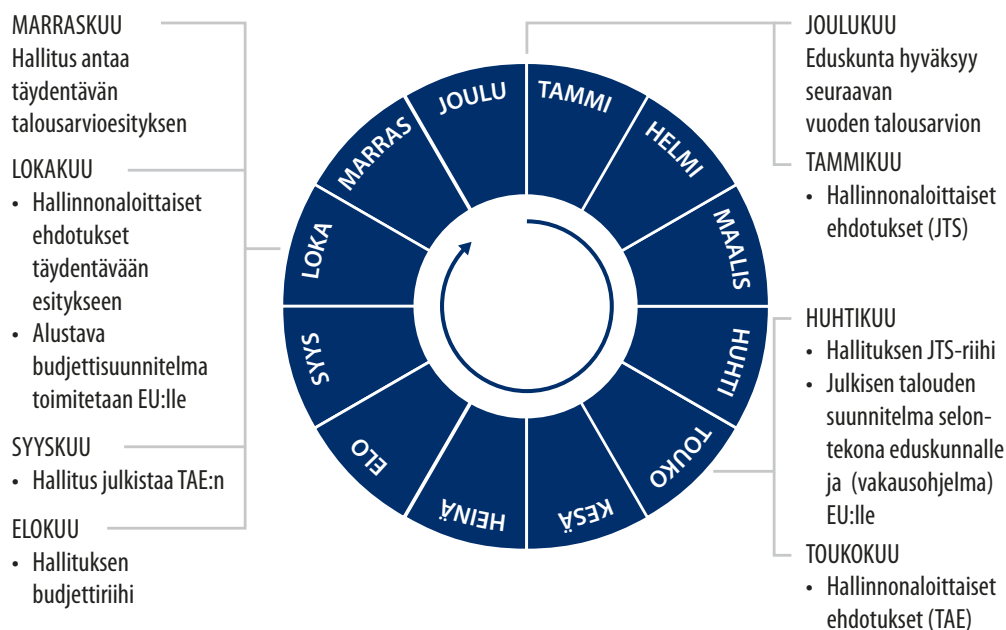 MARRASKUU
Hallitus antaa
täydentävän
talousarvioesityksen
LOKAKUU
• Hallinnonaloittaiset
ehdotukset
täydentävään
esitykseen
• Alustava
budjettisuunnitelma
toimitetaan EU:lle
SYYSKUU
• Hallitus julkistaa TAE:n
ELOKUU
• Hallituksen
budjettiriihi
TAMMI
HELMI
MAALIS
HUHTI
TOUKO
KESÄ
HEINÄ
ELO
SYYS
LOKA
MARRAS
JOULU
JOULUKUU
Eduskunta hyväksyy
seuraavan
vuoden talousarvion
TAMMIKUU
• Hallinnonaloittaiset
ehdotukset (JTS)
HUHTIKUU
• Hallituksen JTS-riihi
• Julkisen talouden
suunnitelma selon-
tekona eduskunnalle
ja (vakausohjelma)
EU:lle
TOUKOKUU
• Hallinnonaloittaiset
ehdotukset (TAE)